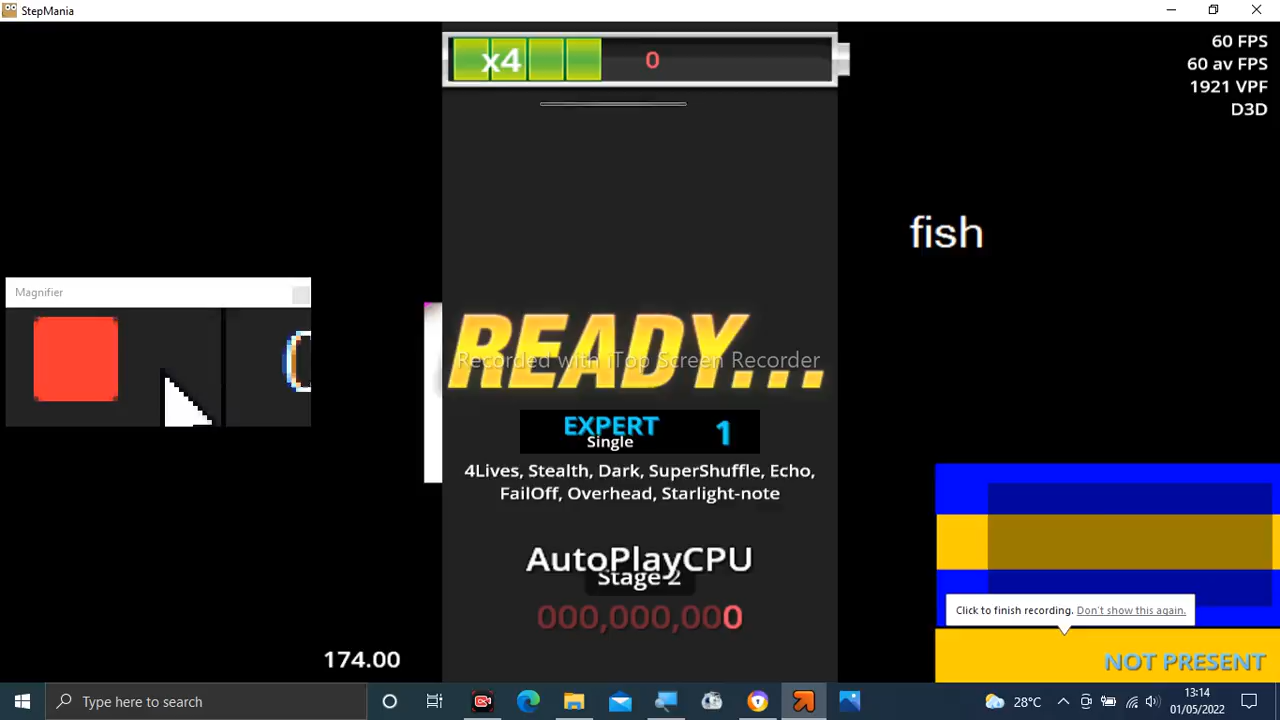 StepMania
x4
0
60 FPS
60 av FPS
1921 VPF
D3D
fish
Magnifier
READY...
Recorded with iTop Screen Recorder
EXPERT
1
Single
4Lives, Stealth, Dark, SuperShuffle, Echo,
FailOff, Overhead, Starlight-note
AutoPlayCPU
Stage 2
000,000,000
Click to finish recording. Don't show this again.
174.00
NOT PRESENT
Type here to search
28°C
13:14
01/05/2022